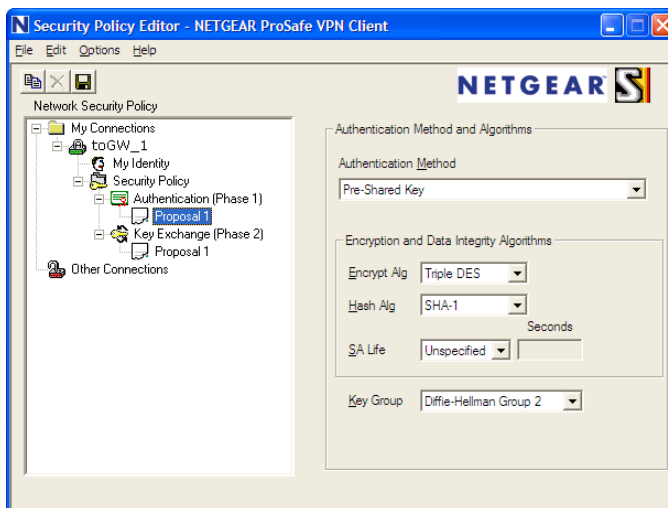 N Security Policy Editor - NETGEAR ProSafe VPN Client
File Edit Options Help
NETGEAR S
Network Security Policy
My Connections
toGW_1
My Identity
Security Policy
Authentication (Phase 1)
Proposal 1
Key Exchange (Phase 2)
Proposal 1
Other Connections
Authentication Method and Algorithms
Authentication Method
Pre-Shared Key
Encryption and Data Integrity Algorithms
Encrypt Alg Triple DES
Hash Alg SHA-1
Seconds
SA Life Unspecified
Key Group Diffie-Hellman Group 2